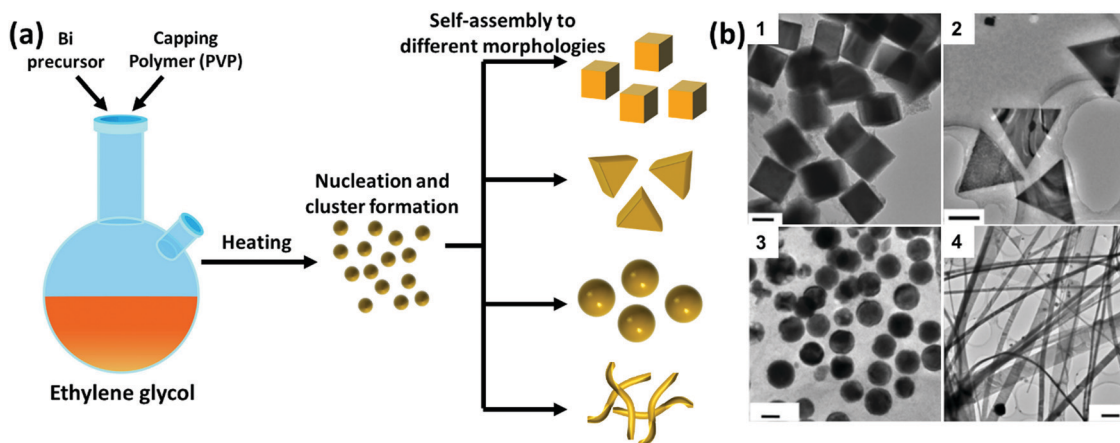 (a)
Bi
precursor
Capping
Polymer (PVP)
Ethylene glycol
Heating
Nucleation and
cluster formation
Self-assembly to
different morphologies
(b)
1
2
3
4